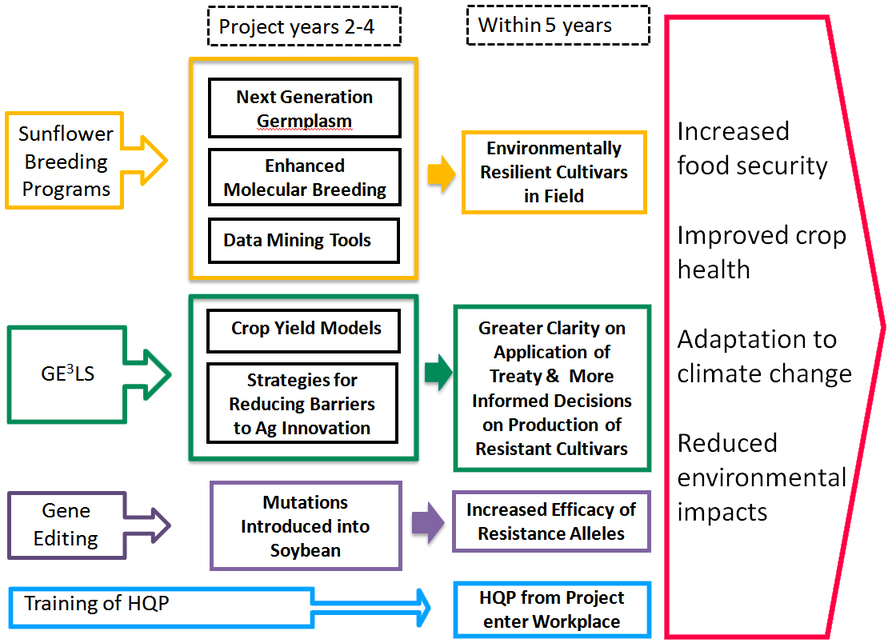 Project years 2-4
Within 5 years
Sunflower
Breeding
Programs
Next Generation
Germplasm
Enhanced
Molecular Breeding
Data Mining Tools
Environmentally
Resilient Cultivars
in Field
GE³LS
Crop Yield Models
Strategies for
Reducing Barriers
to Ag Innovation
Greater Clarity on
Application of
Treaty & More
Informed Decisions
on Production of
Resistant Cultivars
Gene
Editing
Mutations
Introduced into
Soybean
Increased Efficacy of
Resistance Alleles
Training of HQP
HQP from Project
enter Workplace
Increased
food security
Improved crop
health
Adaptation to
climate change
Reduced
environmental
impacts